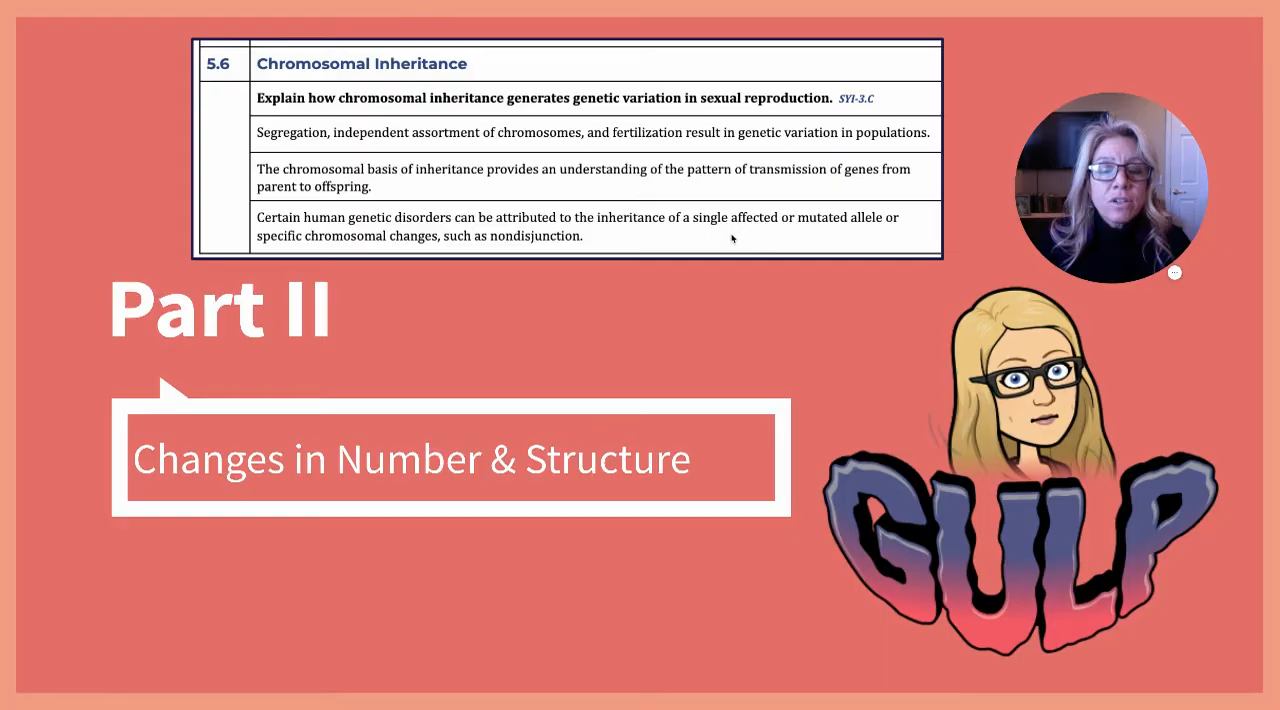 5.6 Chromosomal Inheritance
Explain how chromosomal inheritance generates genetic variation in sexual reproduction. SYI-3.C
Segregation, independent assortment of chromosomes, and fertilization result in genetic variation in populations.
The chromosomal basis of inheritance provides an understanding of the pattern of transmission of genes from
parent to offspring.
Certain human genetic disorders can be attributed to the inheritance of a single affected or mutated allele or
specific chromosomal changes, such as nondisjunction.
Part II
Changes in Number & Structure
GULP